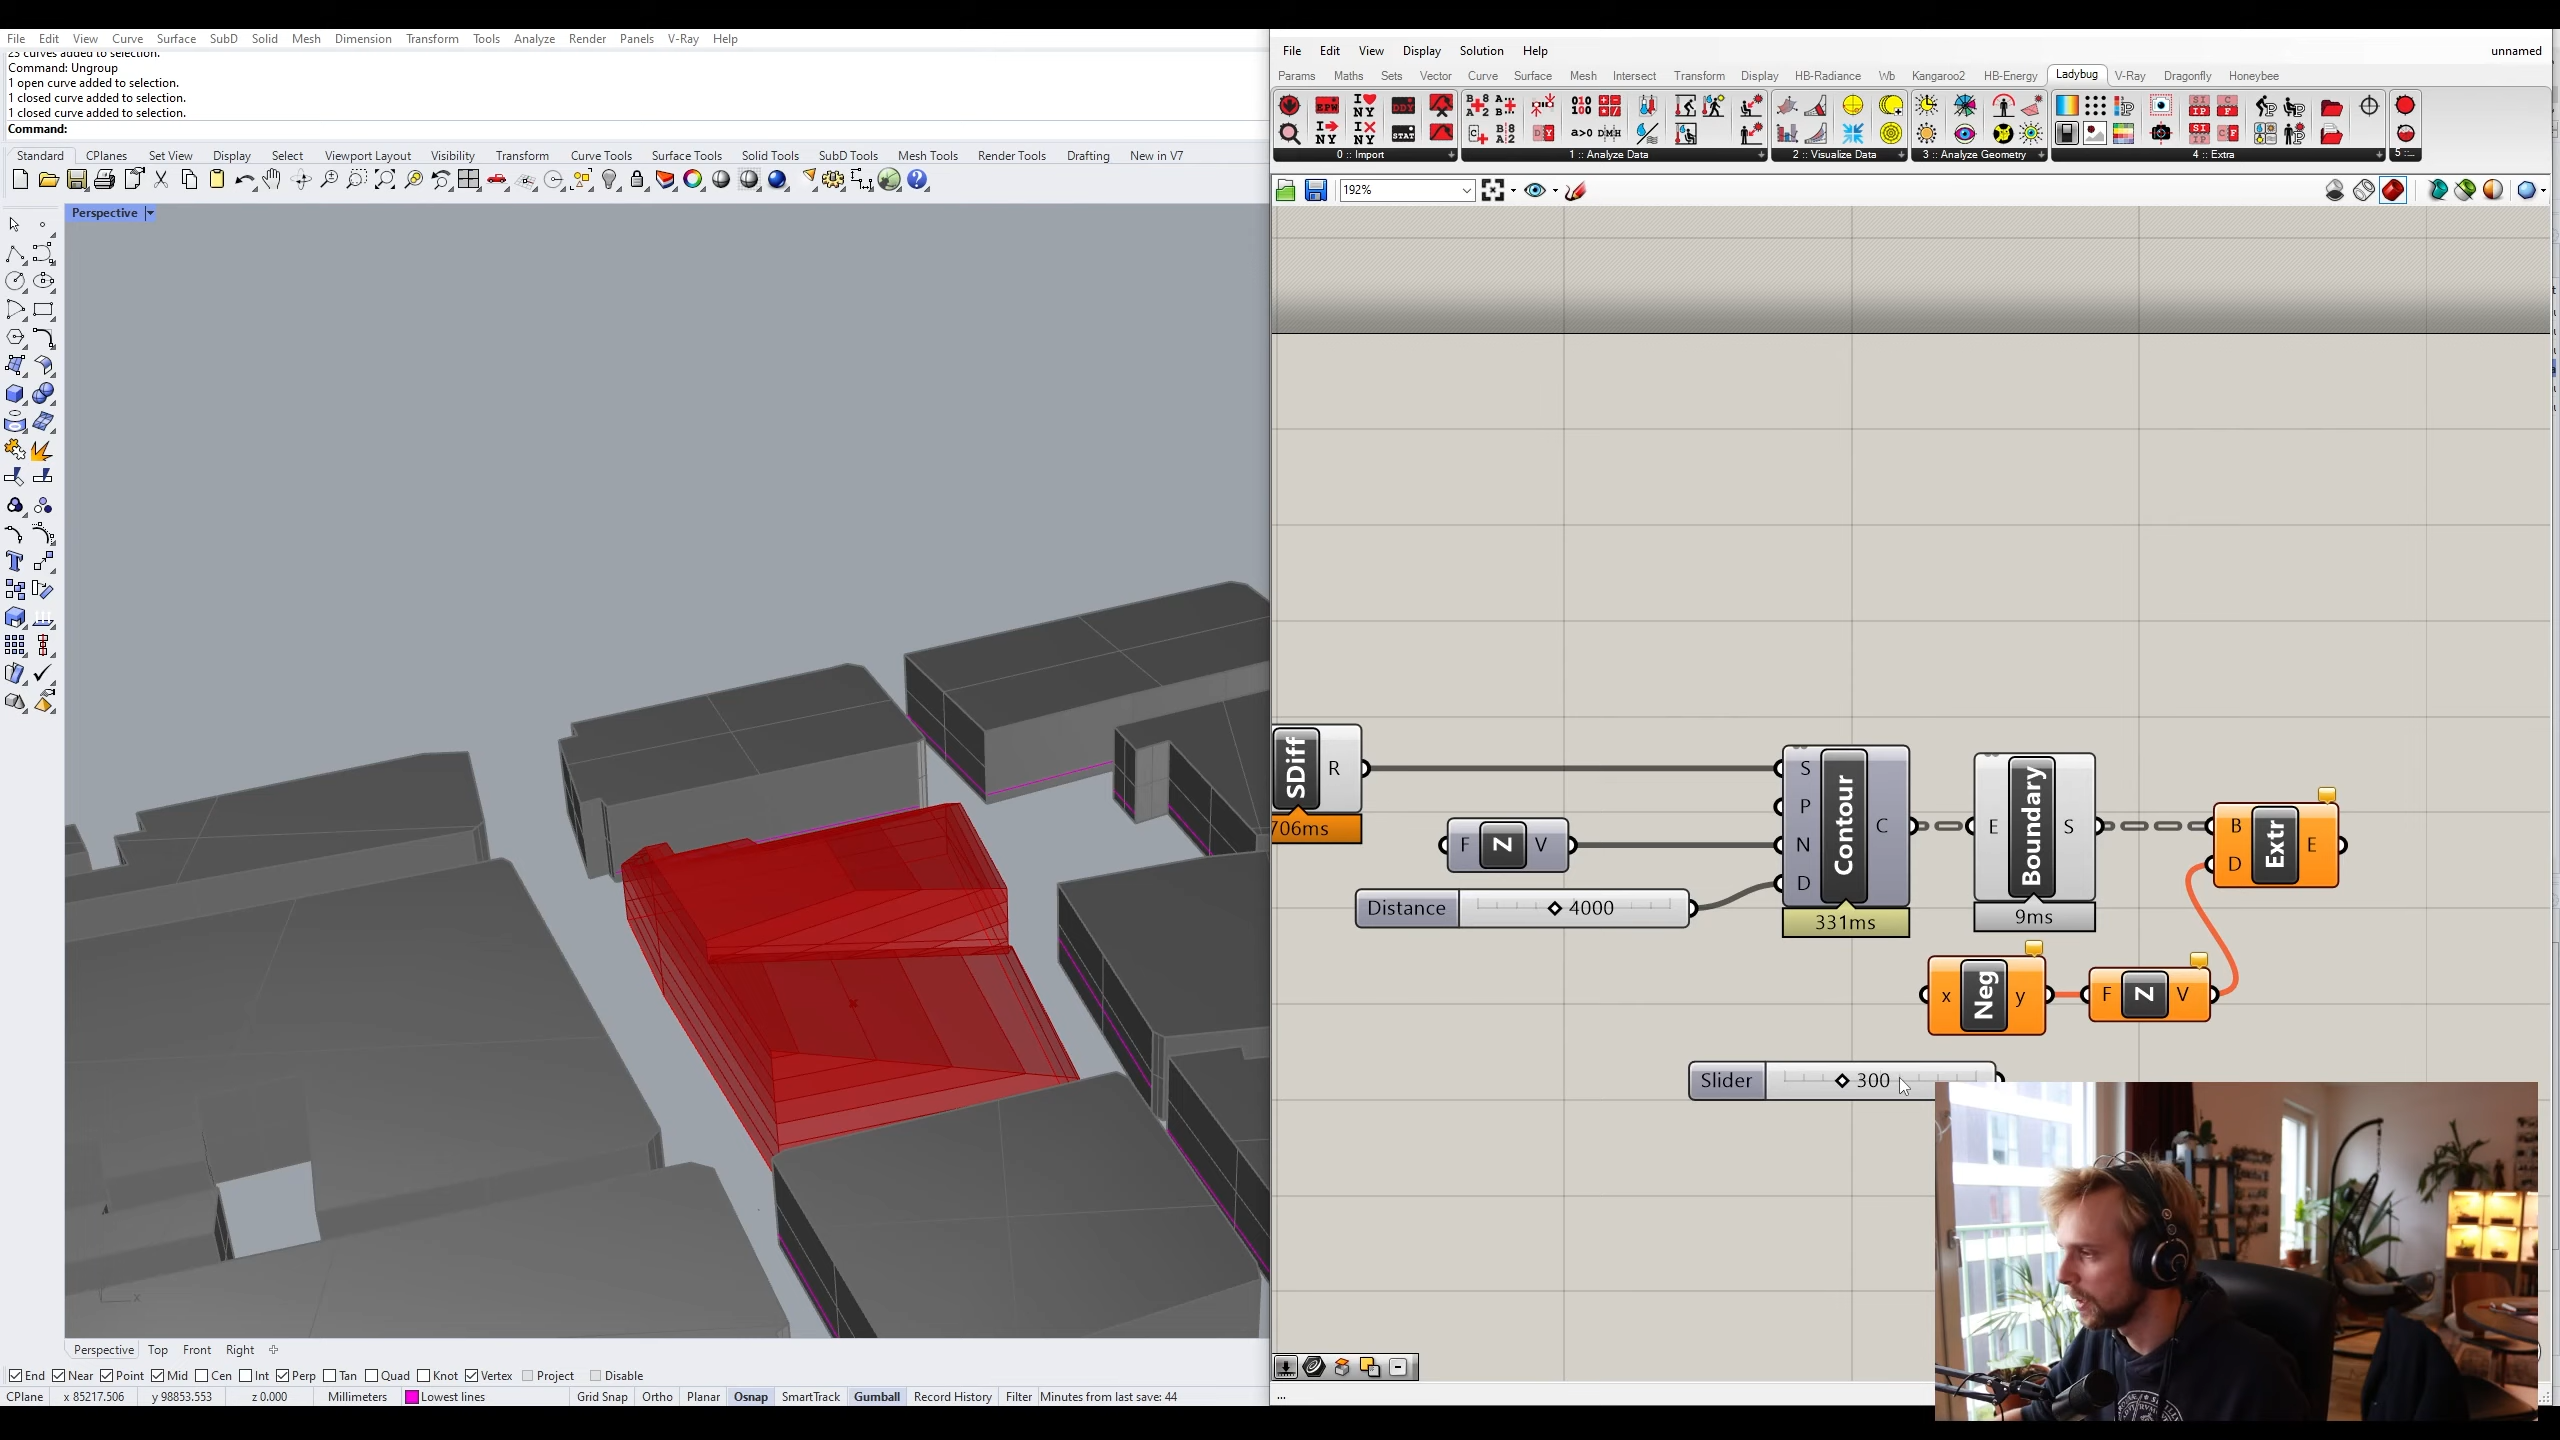 File Edit View Curve Surface SubD Solid Mesh Dimension Transform Tools Analyze Render Panels V-Ray Help
23 curves added to selection.
Command: Ungroup
1 open curve added to selection.
1 closed curve added to selection.
1 closed curve added to selection.
Command:
Standard CPlanes Set View Display Select Viewport Layout Visibility Transform Curve Tools Surface Tools Solid Tools SubD Tools Mesh Tools Render Tools Drafting New in V7
Perspective
File Edit View Display Solution Help unnamed
Params Maths Sets Vector Curve Surface Mesh Intersect Transform Display HB-Radiance Wb Kangaroo2 HB-Energy Ladybug V-Ray Dragonfly Honeybee
0 :: Import 1 :: Analyze Data 2 :: Visualize Data 3 :: Analyze Geometry 4 :: Extra 5 ::
192%
SDiff R
706ms
F Z V
Distance 4000
S P N D Contour C
331ms
E Boundary S
9ms
B D Extr E
x Neg y
F Z V
Slider 300
Perspective Top Front Right
End Near Point Mid Cen Int Perp Tan Quad Knot Vertex Project Disable
CPlane x 85217.506 y 98853.553 z 0.000 Millimeters Lowest lines Grid Snap Ortho Planar Osnap SmartTrack Gumball Record History Filter Minutes from last save: 44
...